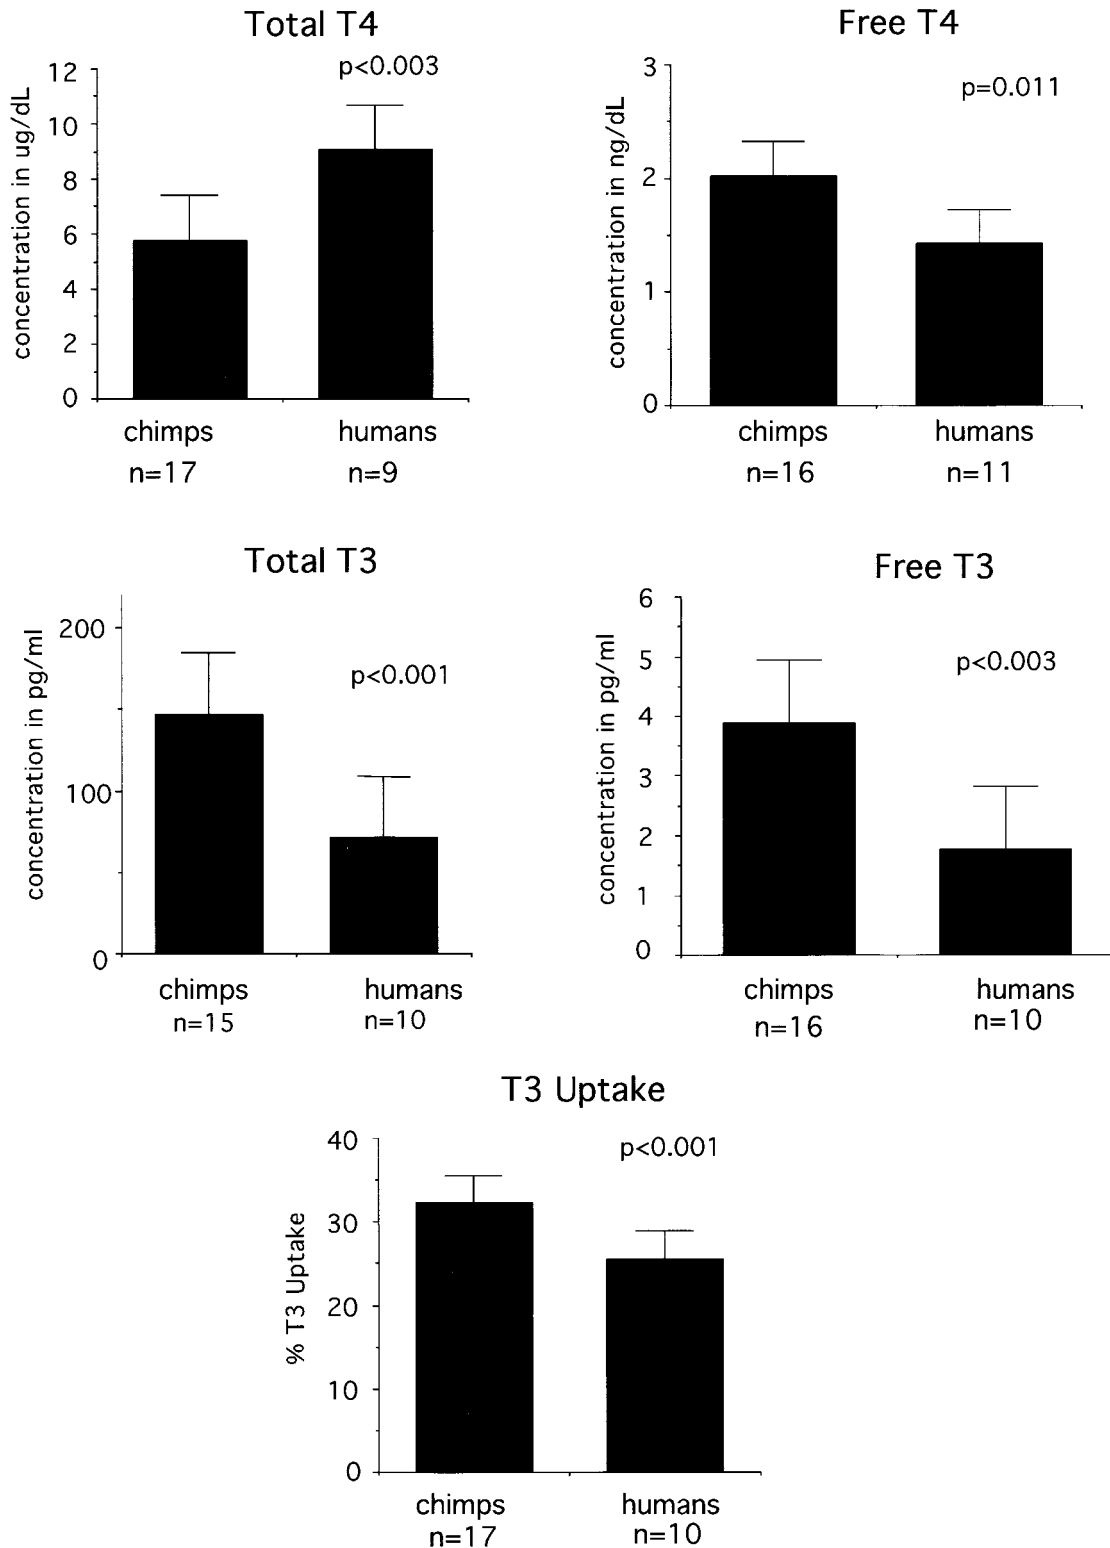 Total T4
p<0.003
concentration in ug/dL
12
10
8
6
4
2
0
chimps
humans
n=17
n=9
Free T4
p=0.011
concentration in ng/dL
3
2
1
0
chimps
humans
n=16
n=11
Total T3
p<0.001
concentration in pg/ml
200
100
0
chimps
humans
n=15
n=10
Free T3
p<0.003
concentration in pg/ml
6
5
4
3
2
1
0
chimps
humans
n=16
n=10
T3 Uptake
p<0.001
% T3 Uptake
40
30
20
10
0
chimps
humans
n=17
n=10